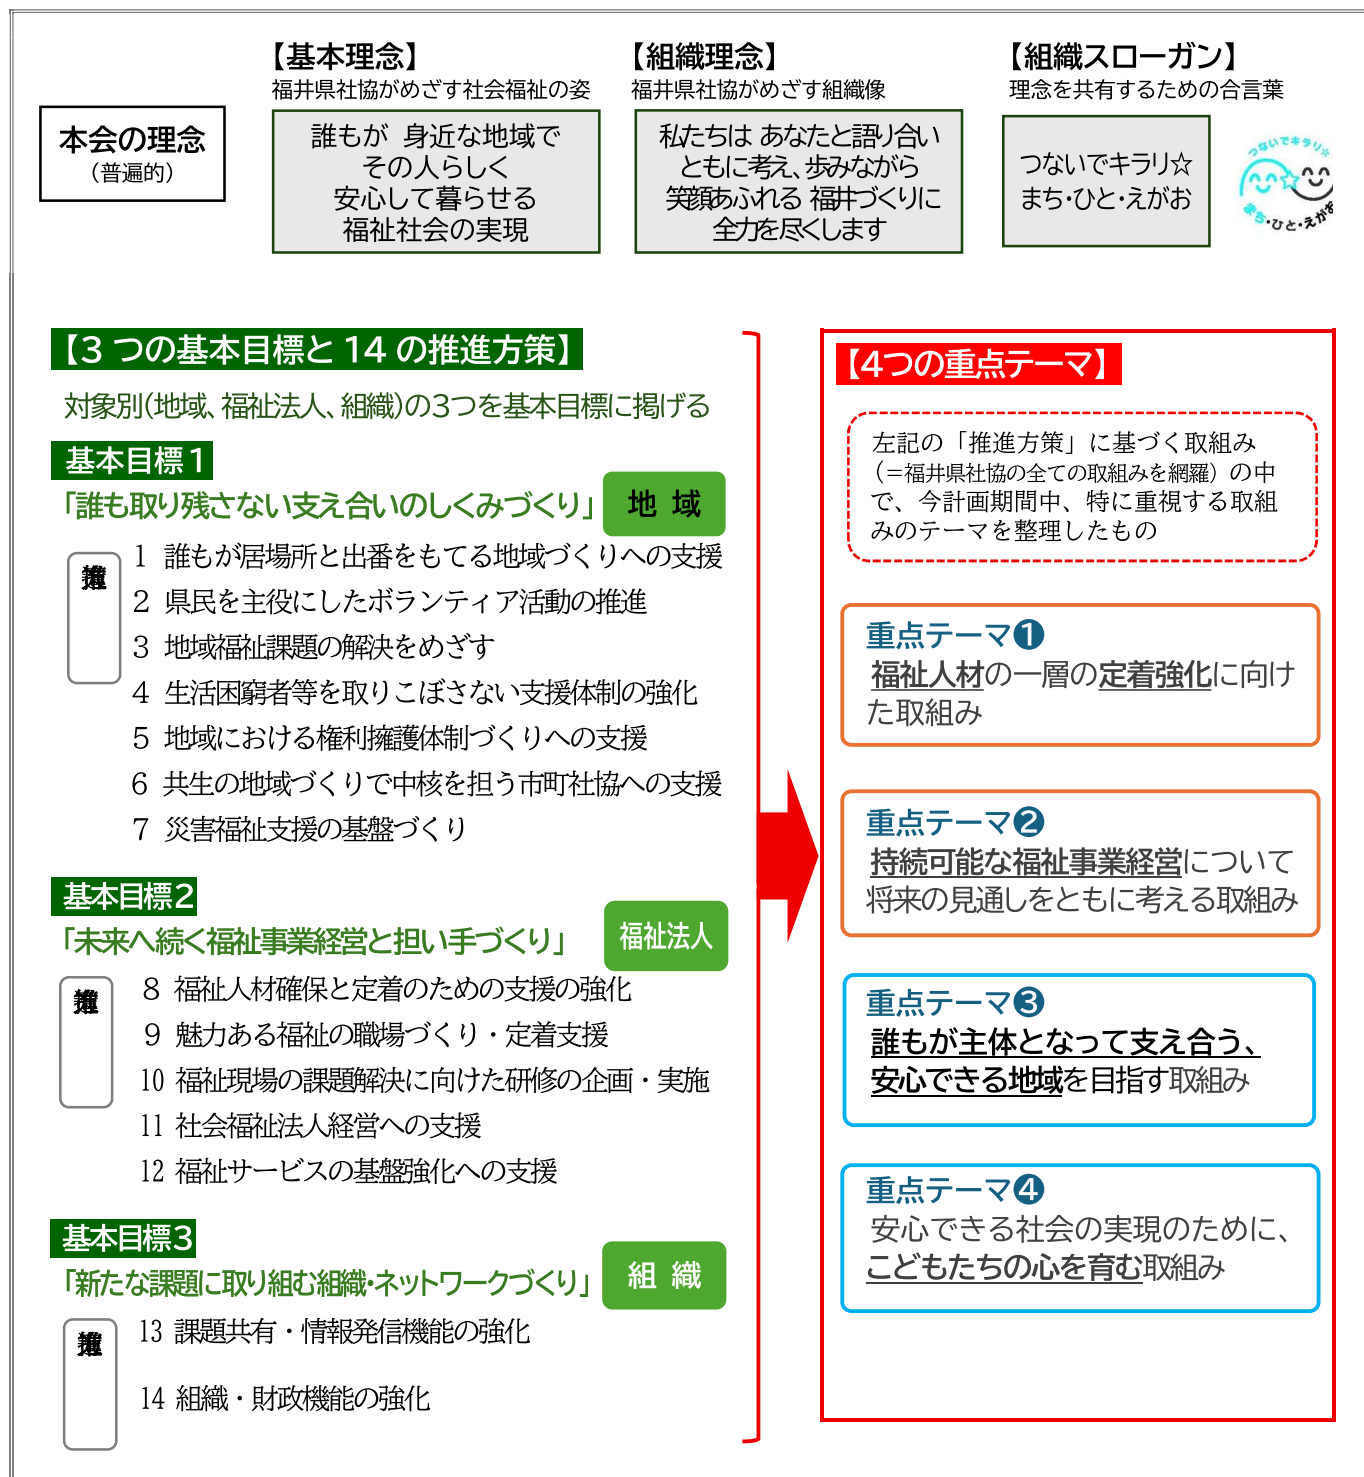 【基本理念】
福井県社協がめざす社会福祉の姿
【組織理念】
福井県社協がめざす組織像
【組織スローガン】
理念を共有するための合言葉
本会の理念
（普遍的）
誰もが 身近な地域で
その人らしく
安心して暮らせる
福祉社会の実現
私たちは あなたと語り合い
ともに考え、歩みながら
笑顔あふれる 福井づくりに
全力を尽くします
つないでキラリ☆
まち・ひと・えがお
つないでキラリ☆
まち・ひと・えがお
【3 つの基本目標と 14 の推進方策】
対象別（地域、福祉法人、組織）の3つを基本目標に掲げる
基本目標1
「誰も取り残さない支え合いのしくみづくり」
地 域
1 誰もが居場所と出番をもてる地域づくりへの支援
2 県民を主役にしたボランティア活動の推進
3 地域福祉課題の解決をめざす
4 生活困窮者等を取りこぼさない支援体制の強化
5 地域における権利擁護体制づくりへの支援
6 共生の地域づくりで中核を担う市町社協への支援
7 災害福祉支援の基盤づくり
基本目標2
「未来へ続く福祉事業経営と担い手づくり」
福祉法人
8 福祉人材確保と定着のための支援の強化
9 魅力ある福祉の職場づくり・定着支援
10 福祉現場の課題解決に向けた研修の企画・実施
11 社会福祉法人経営への支援
12 福祉サービスの基盤強化への支援
基本目標3
「新たな課題に取り組む組織・ネットワークづくり」
組 織
13 課題共有・情報発信機能の強化
14 組織・財政機能の強化
【4つの重点テーマ】
左記の「推進方策」に基づく取組み
（＝福井県社協の全ての取組みを網羅）の中
で、今計画期間中、特に重視する取組
みのテーマを整理したもの
重点テーマ❶
福祉人材の一層の定着強化に向け
た取組み
重点テーマ❷
持続可能な福祉事業経営について
将来の見通しをともに考える取組み
重点テーマ❸
誰もが主体となって支え合う、
安心できる地域を目指す取組み
重点テーマ❹
安心できる社会の実現のために、
こどもたちの心を育む取組み